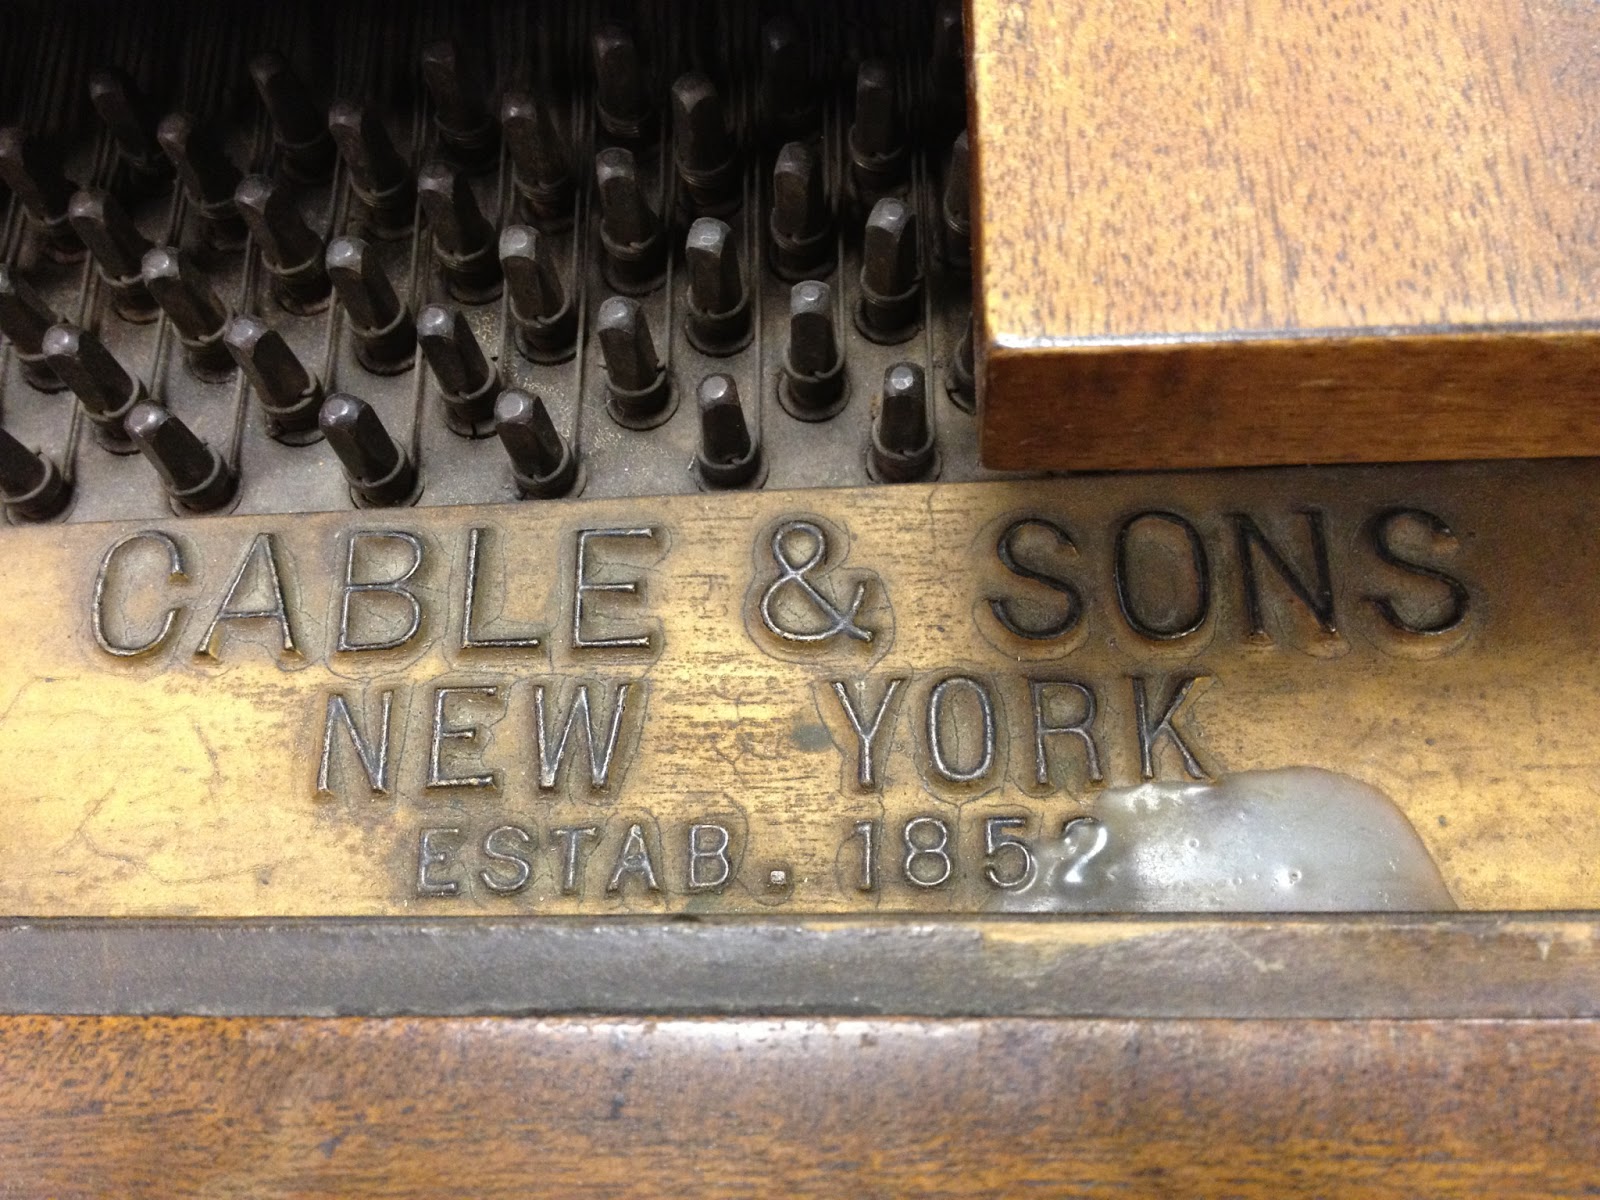 CABLE & SONS
NEW YORK
ESTAB. 1852